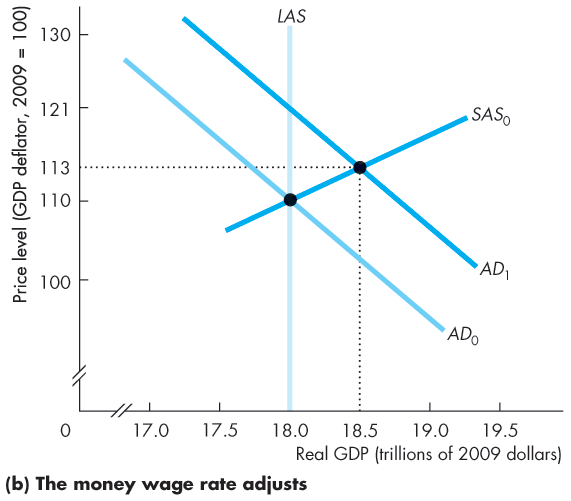 Price level (GDP deflator, 2009 = 100)
LAS
130
121
SAS0
113
110
AD1
100
AD0
0
17.0 17.5 18.0 18.5 19.0 19.5
Real GDP (trillions of 2009 dollars)
(b) The money wage rate adjusts